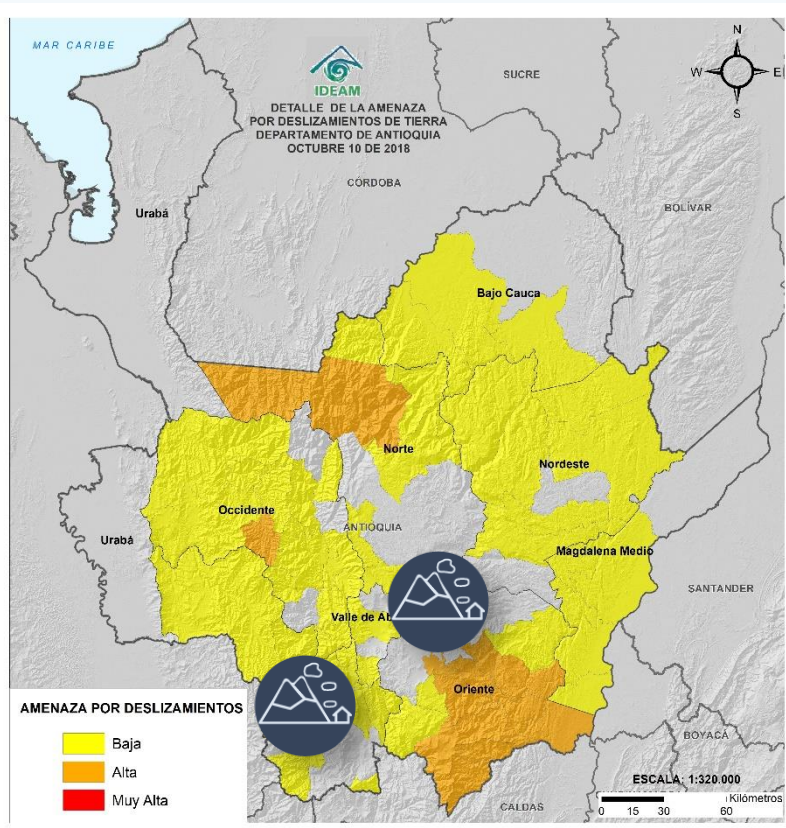 MAR CARIBE
N
W
E
S
IDEAM
DETALLE DE LA AMENAZA
POR DESLIZAMIENTOS DE TIERRA
DEPARTAMENTO DE ANTIOQUIA
OCTUBRE 10 DE 2018
SUCRE
CÓRDOBA
BOLÍVAR
Urabá
Bajo Cauca
Norte
Nordeste
Occidente
ANTIOQUIA
Urabá
Magdalena Medio
SANTANDER
Valle de Ab
Oriente
AMENAZA POR DESLIZAMIENTOS
Baja
Alta
Muy Alta
BOYACÁ
ESCALA: 1:320.000
Kilómetros
0 15 30 60
CALDAS